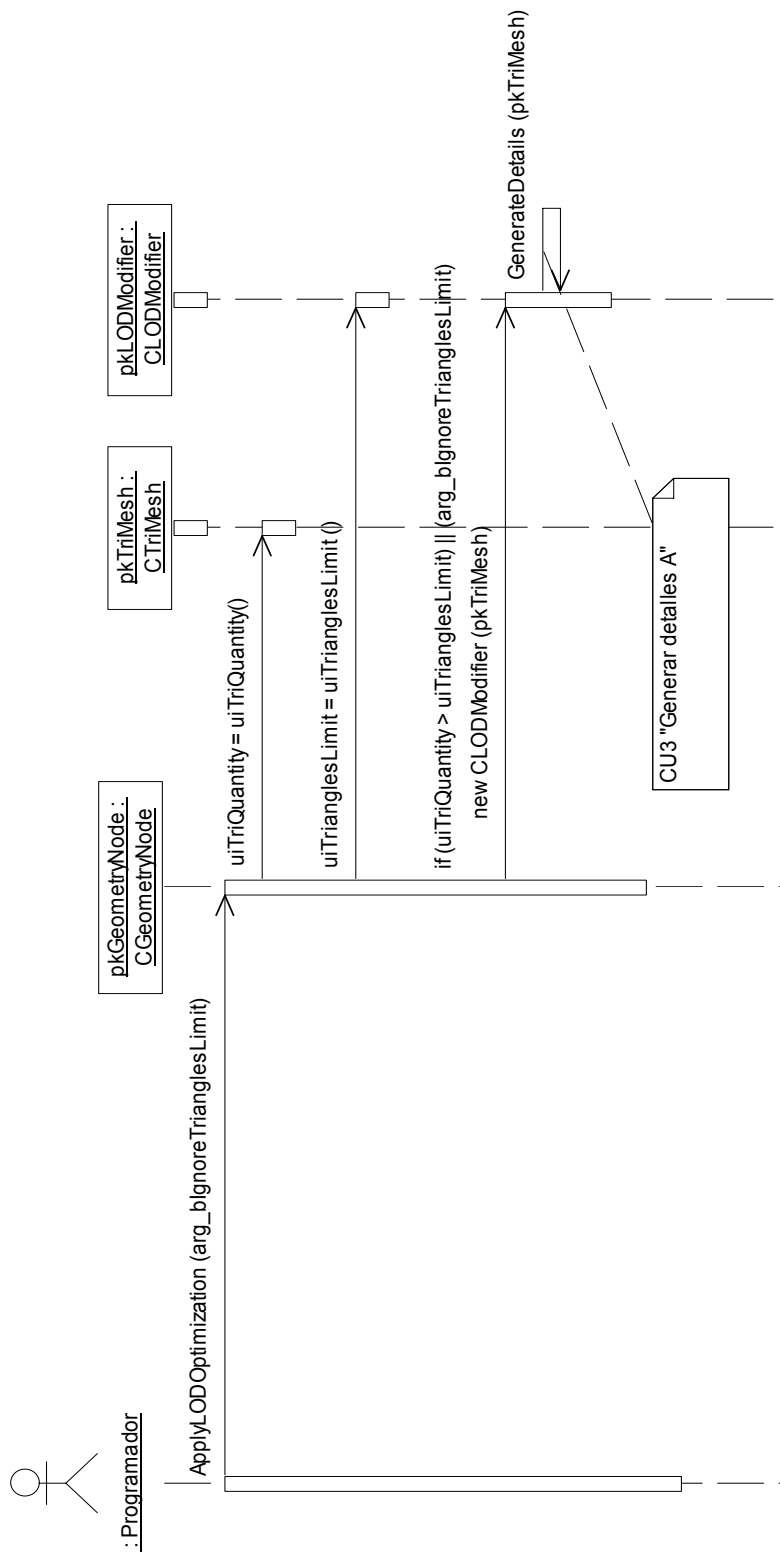 : Programador
pkGeometryNode :
CGeometryNode
pkTriMesh :
CTriMesh
pkLODModifier :
CLODModifier
ApplyLODOptimization (arg_bIgnoreTrianglesLimit)
uiTriQuantity = uiTriQuantity()
uiTrianglesLimit = uiTrianglesLimit ()
if (uiTriQuantity > uiTrianglesLimit) || (arg_bIgnoreTrianglesLimit)
new CLODModifier (pkTriMesh)
GenerateDetails (pkTriMesh)
CU3 "Generar detalles A"